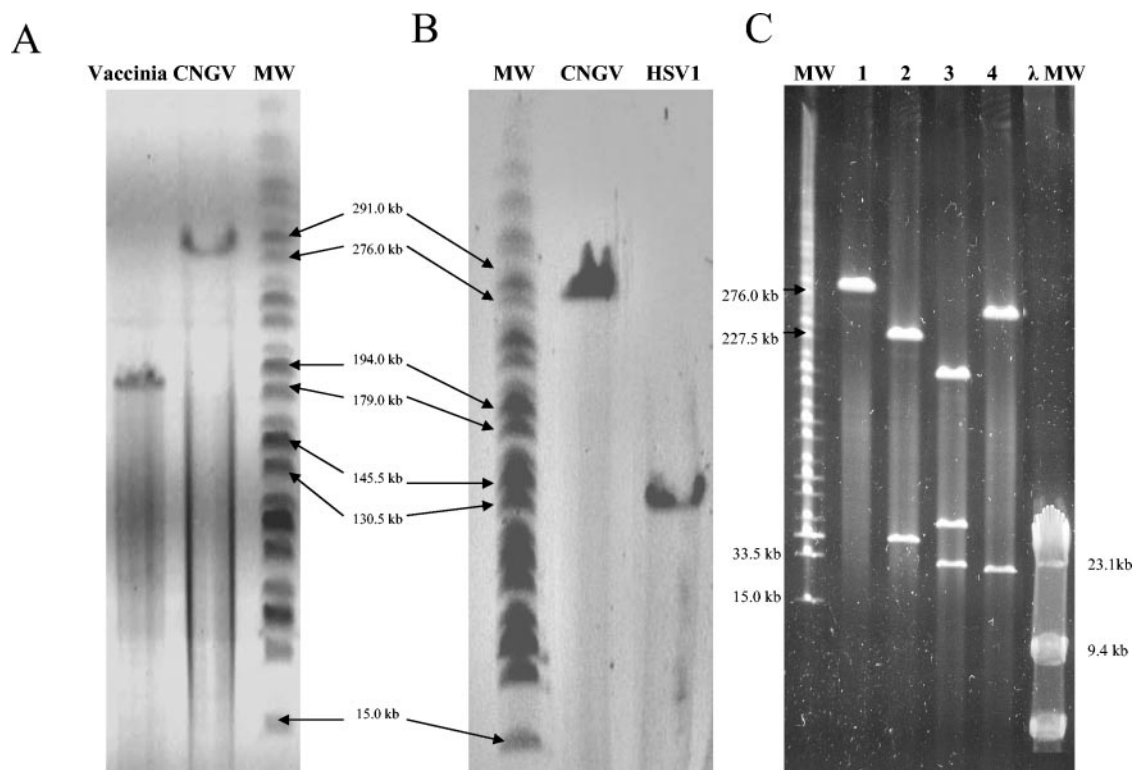 A
B
C
Vaccinia CNGV MW
MW CNGV HSV1
MW 1 2 3 4 λ MW
291.0 kb
276.0 kb
194.0 kb
179.0 kb
145.5 kb
130.5 kb
15.0 kb
276.0 kb
227.5 kb
33.5 kb
15.0 kb
23.1kb
9.4 kb